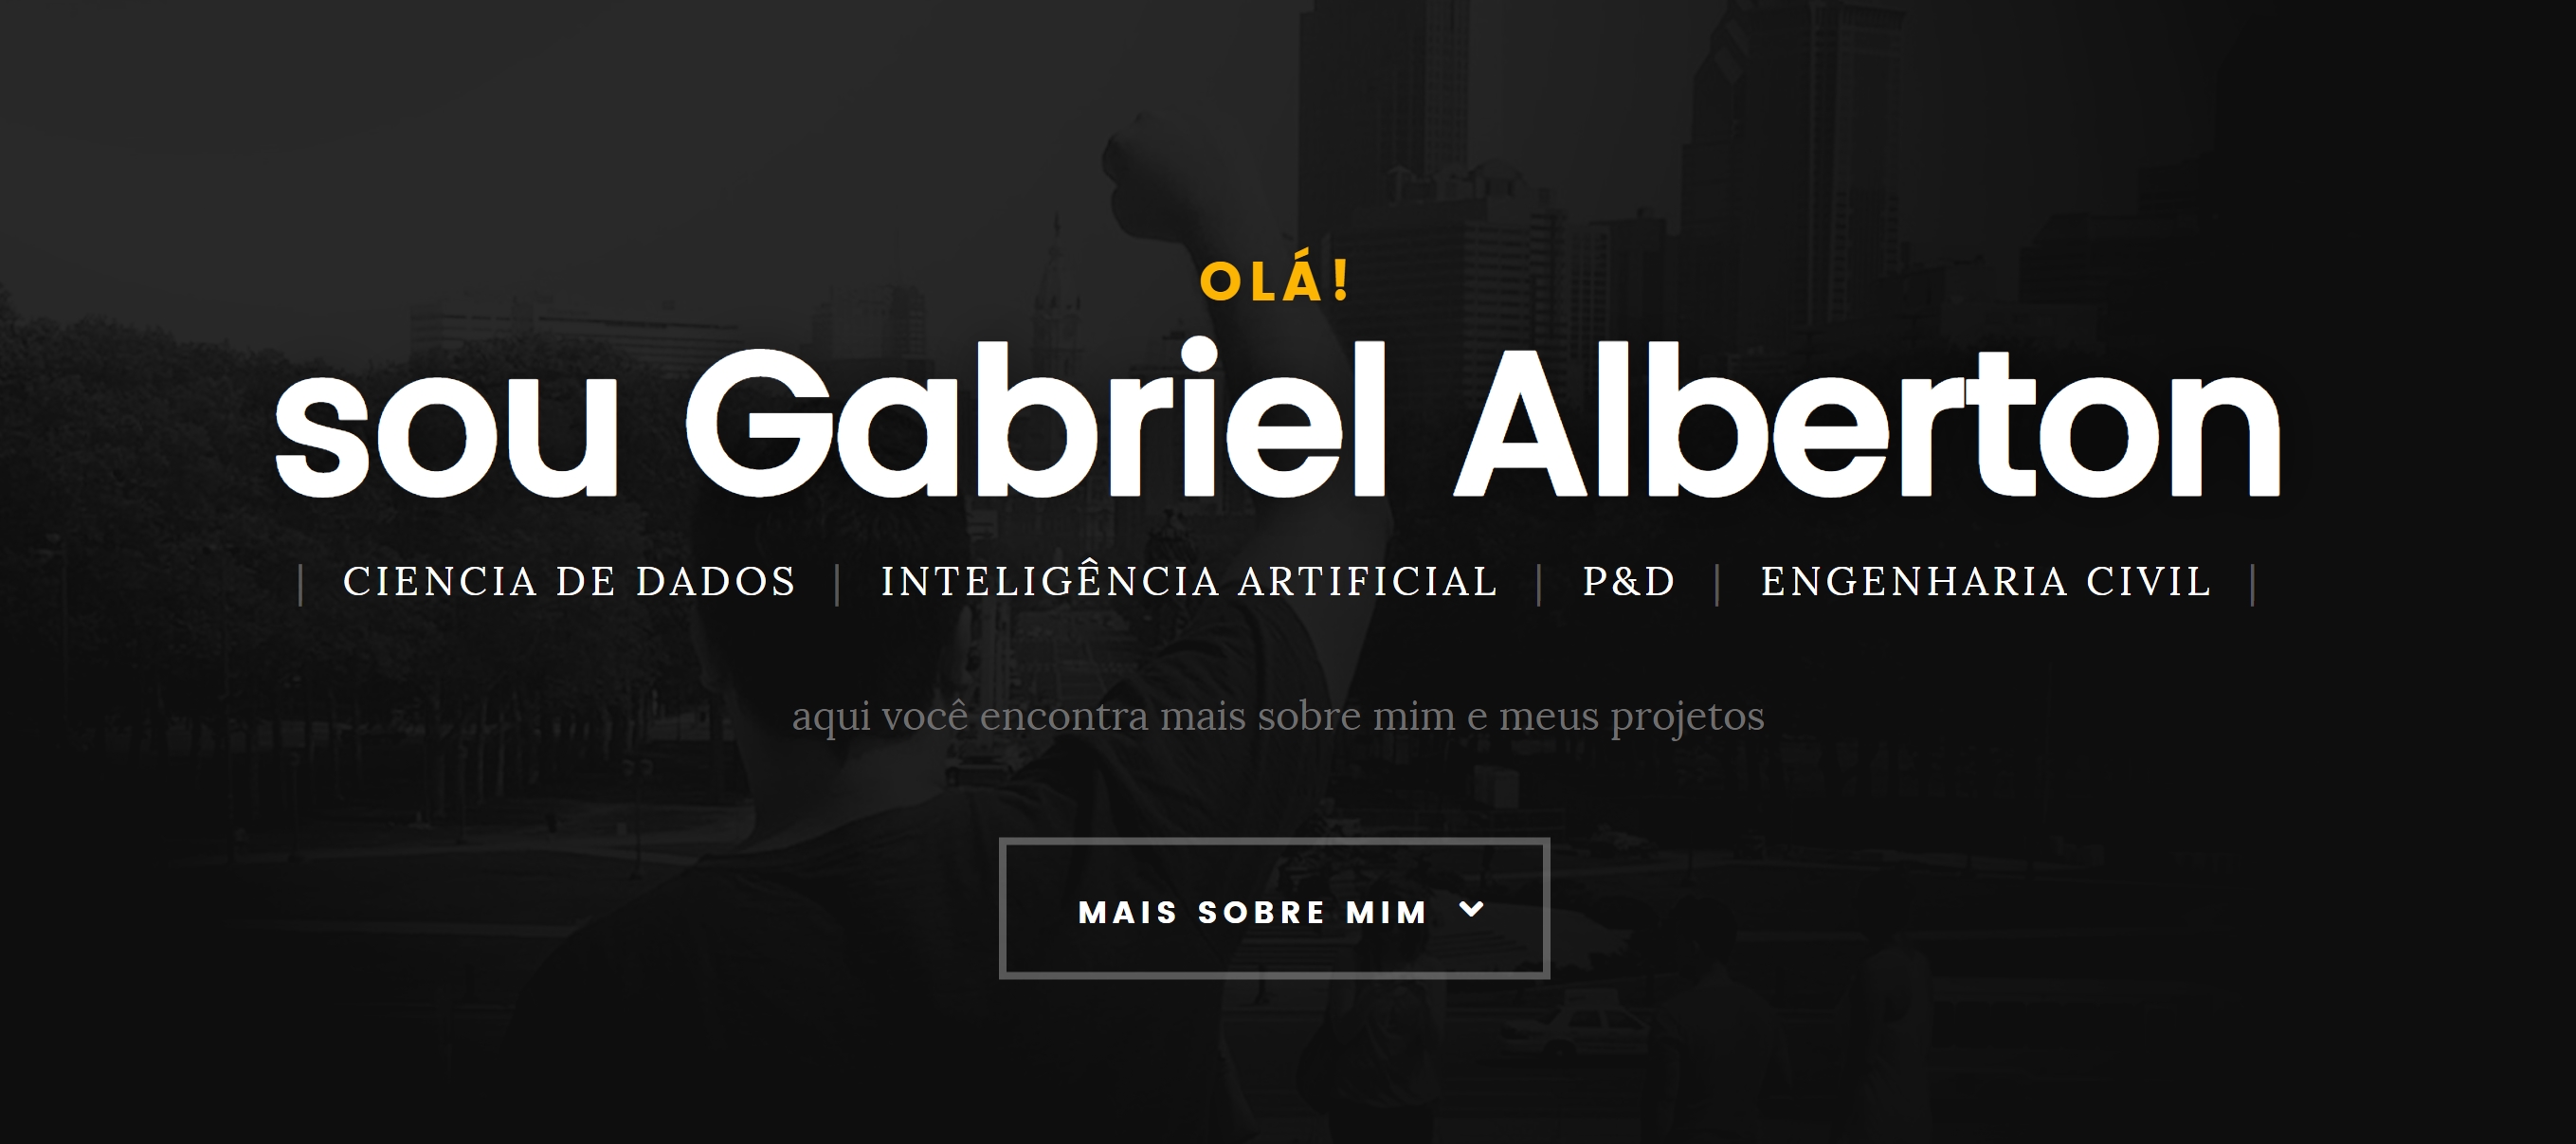 OLÁ!
sou Gabriel Alberton
| CIENCIA DE DADOS | INTELIGÊNCIA ARTIFICIAL | P&D | ENGENHARIA CIVIL |
aqui você encontra mais sobre mim e meus projetos
MAIS SOBRE MIM